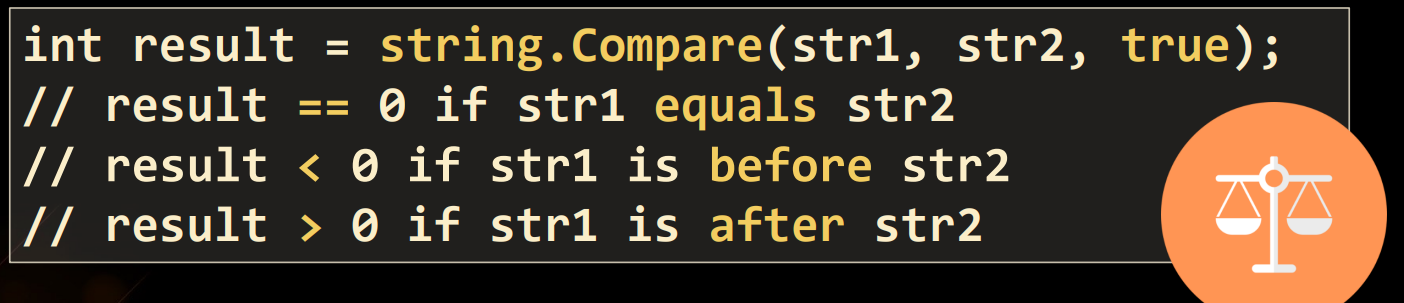 int result = string.Compare(str1, str2, true);
// result == 0 if str1 equals str2
// result < 0 if str1 is before str2
// result > 0 if str1 is after str2